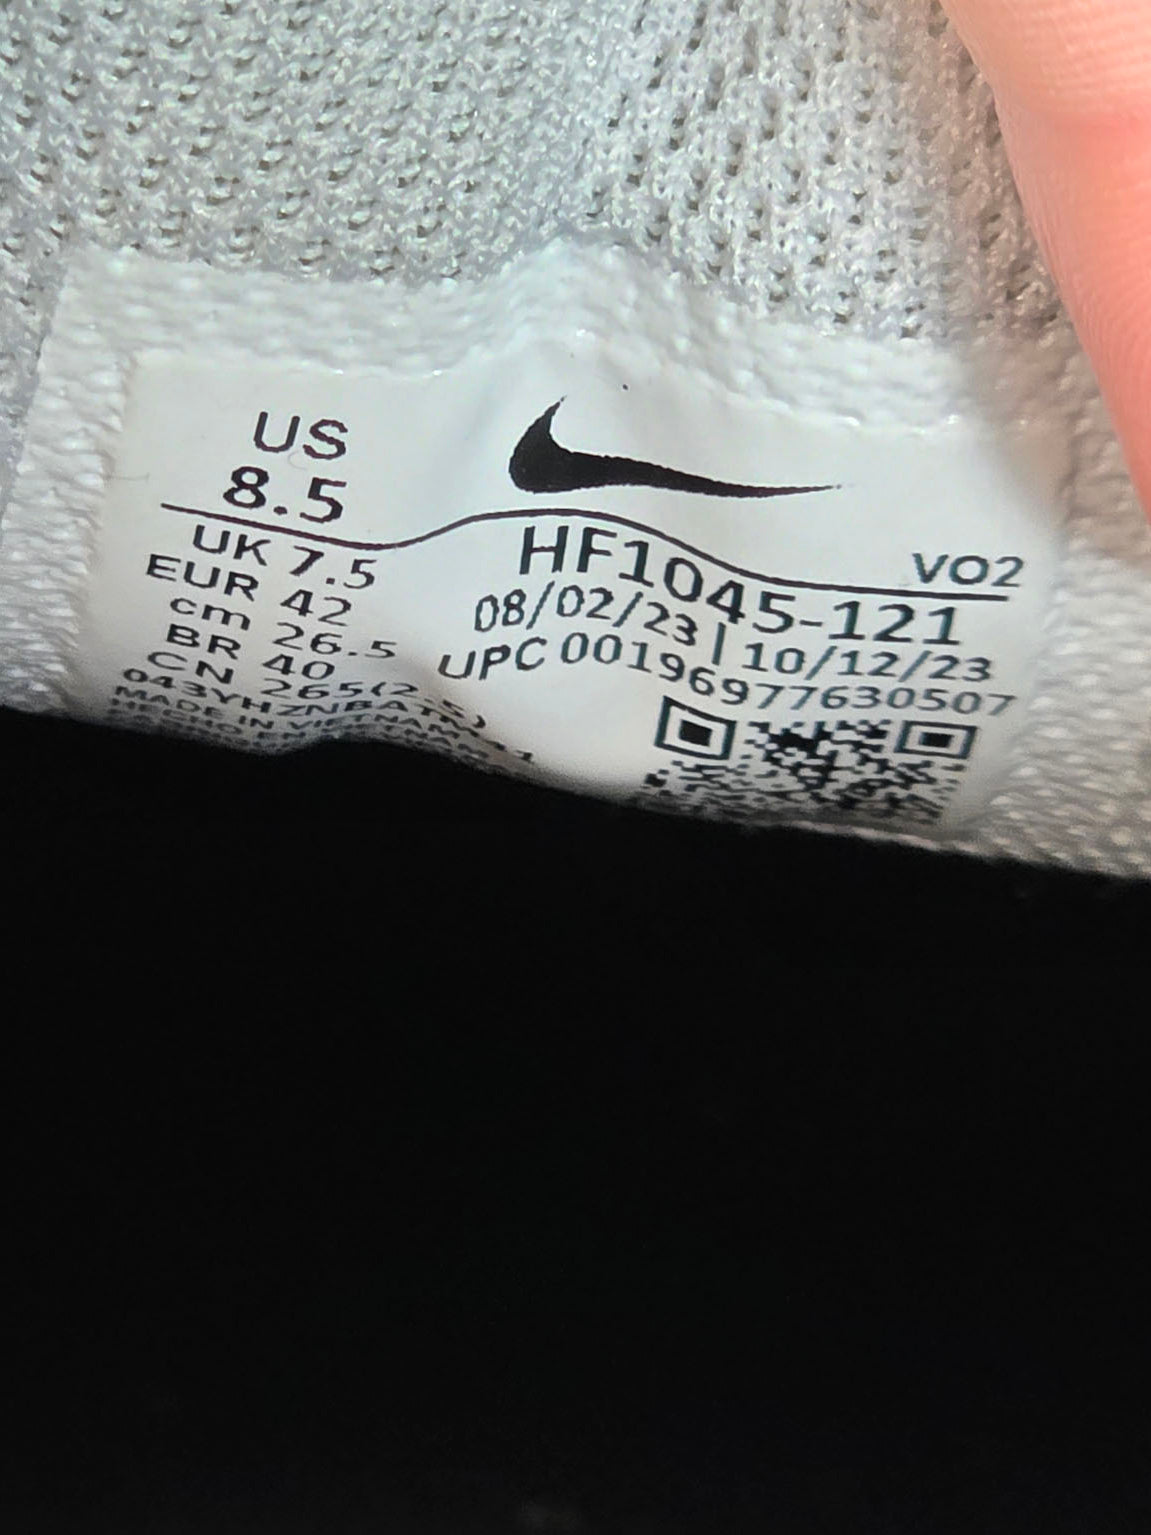 US
8.5
VO2
UK 7.5
EUR 42
cm 26.5
BR 40
CN 265(2.5)
HF1045-121
08/02/23 | 10/12/23
UPC 00196977630507
MADE IN VIETNAM